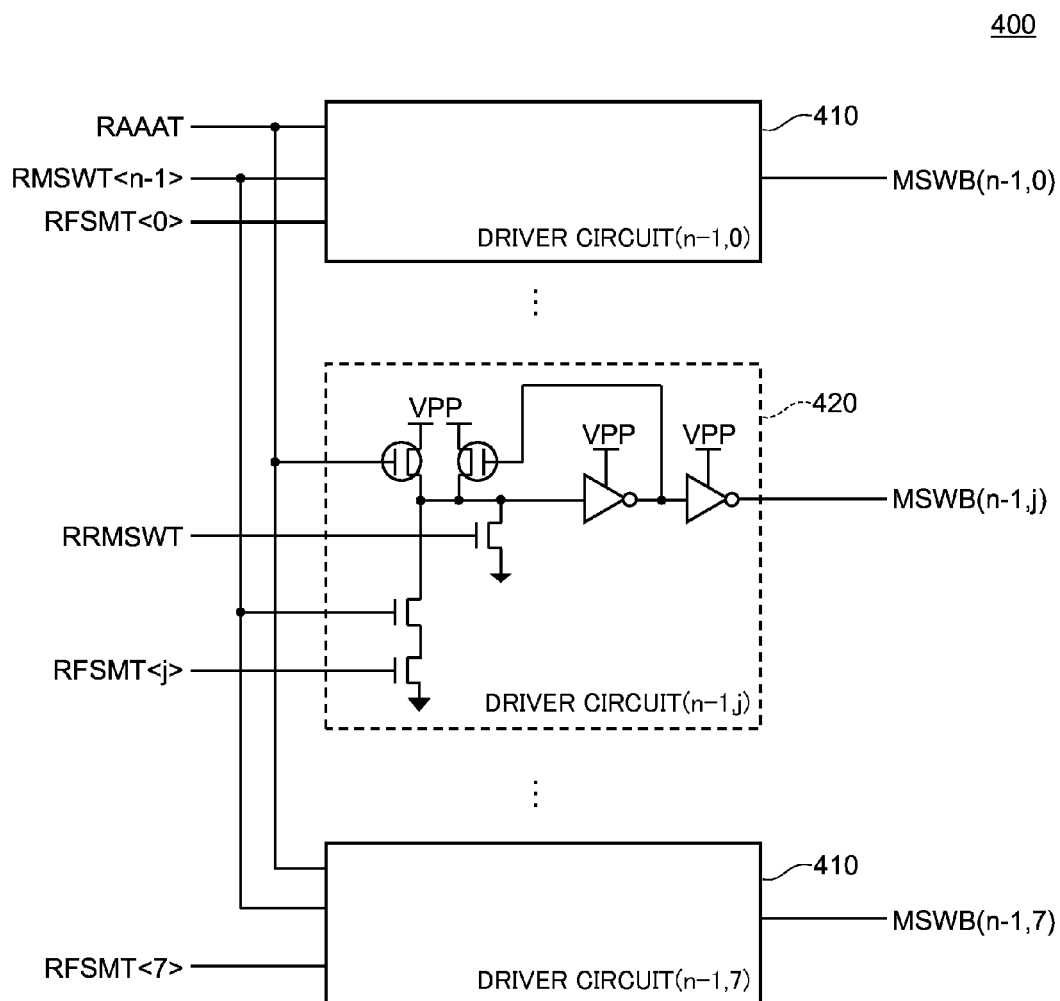 400
RAAAT
RMSWT<n-1>
RFSMT<0>
410
MSWB(n-1,0)
DRIVER CIRCUIT(n-1,0)
VPP
420
VPP
VPP
MSWB(n-1,j)
RRMSWT
RFSMT<j>
DRIVER CIRCUIT(n-1,j)
410
MSWB(n-1,7)
RFSMT<7>
DRIVER CIRCUIT(n-1,7)